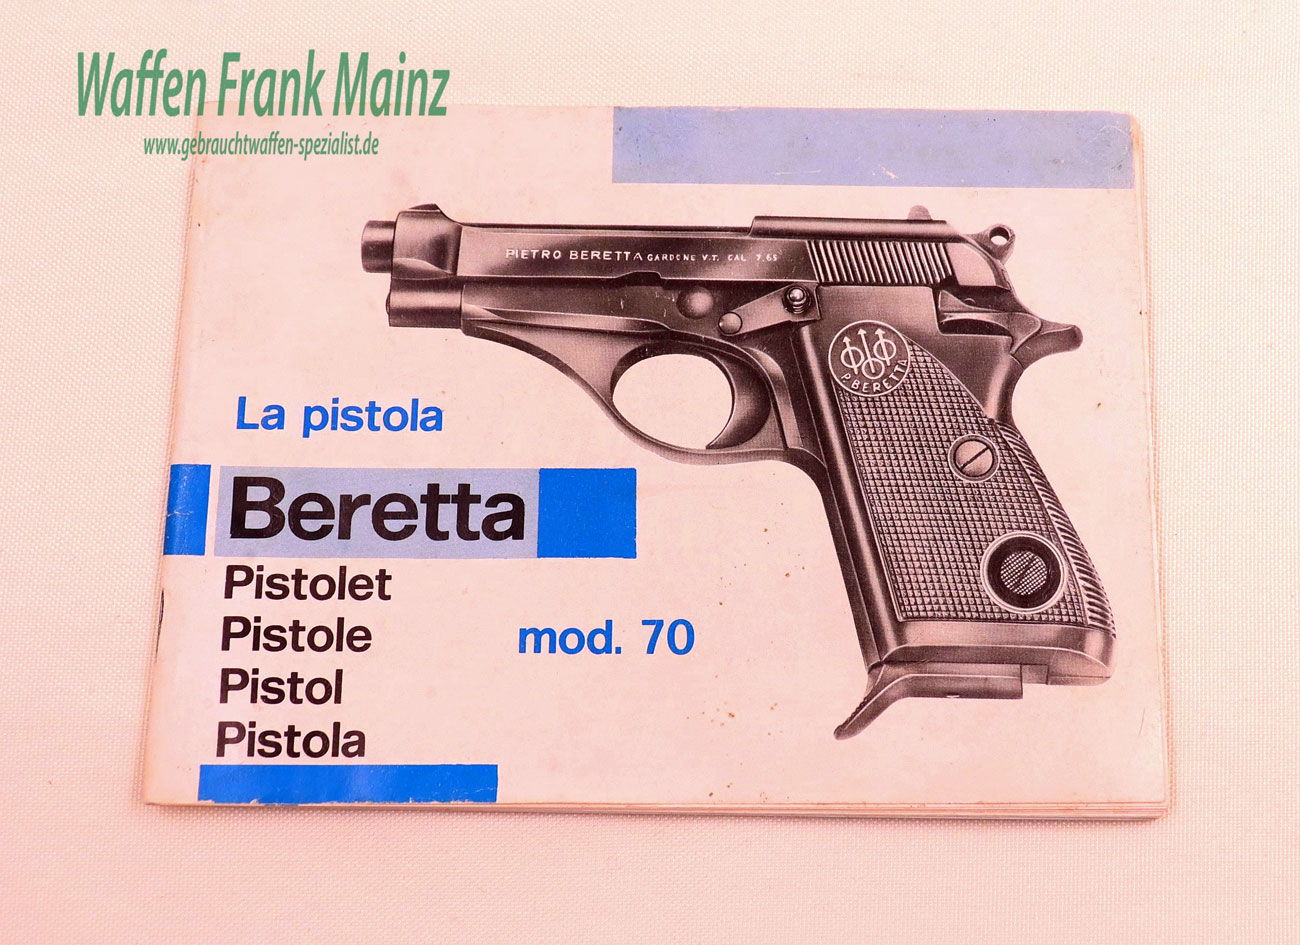 Waffen Frank Mainz
www.gebrauchtwaffen-spezialist.de
PIETRO BERETTA GARDONE V.T. CAL 7,65
P. BERETTA
La pistola
Beretta
Pistolet
Pistole
mod. 70
Pistol
Pistola